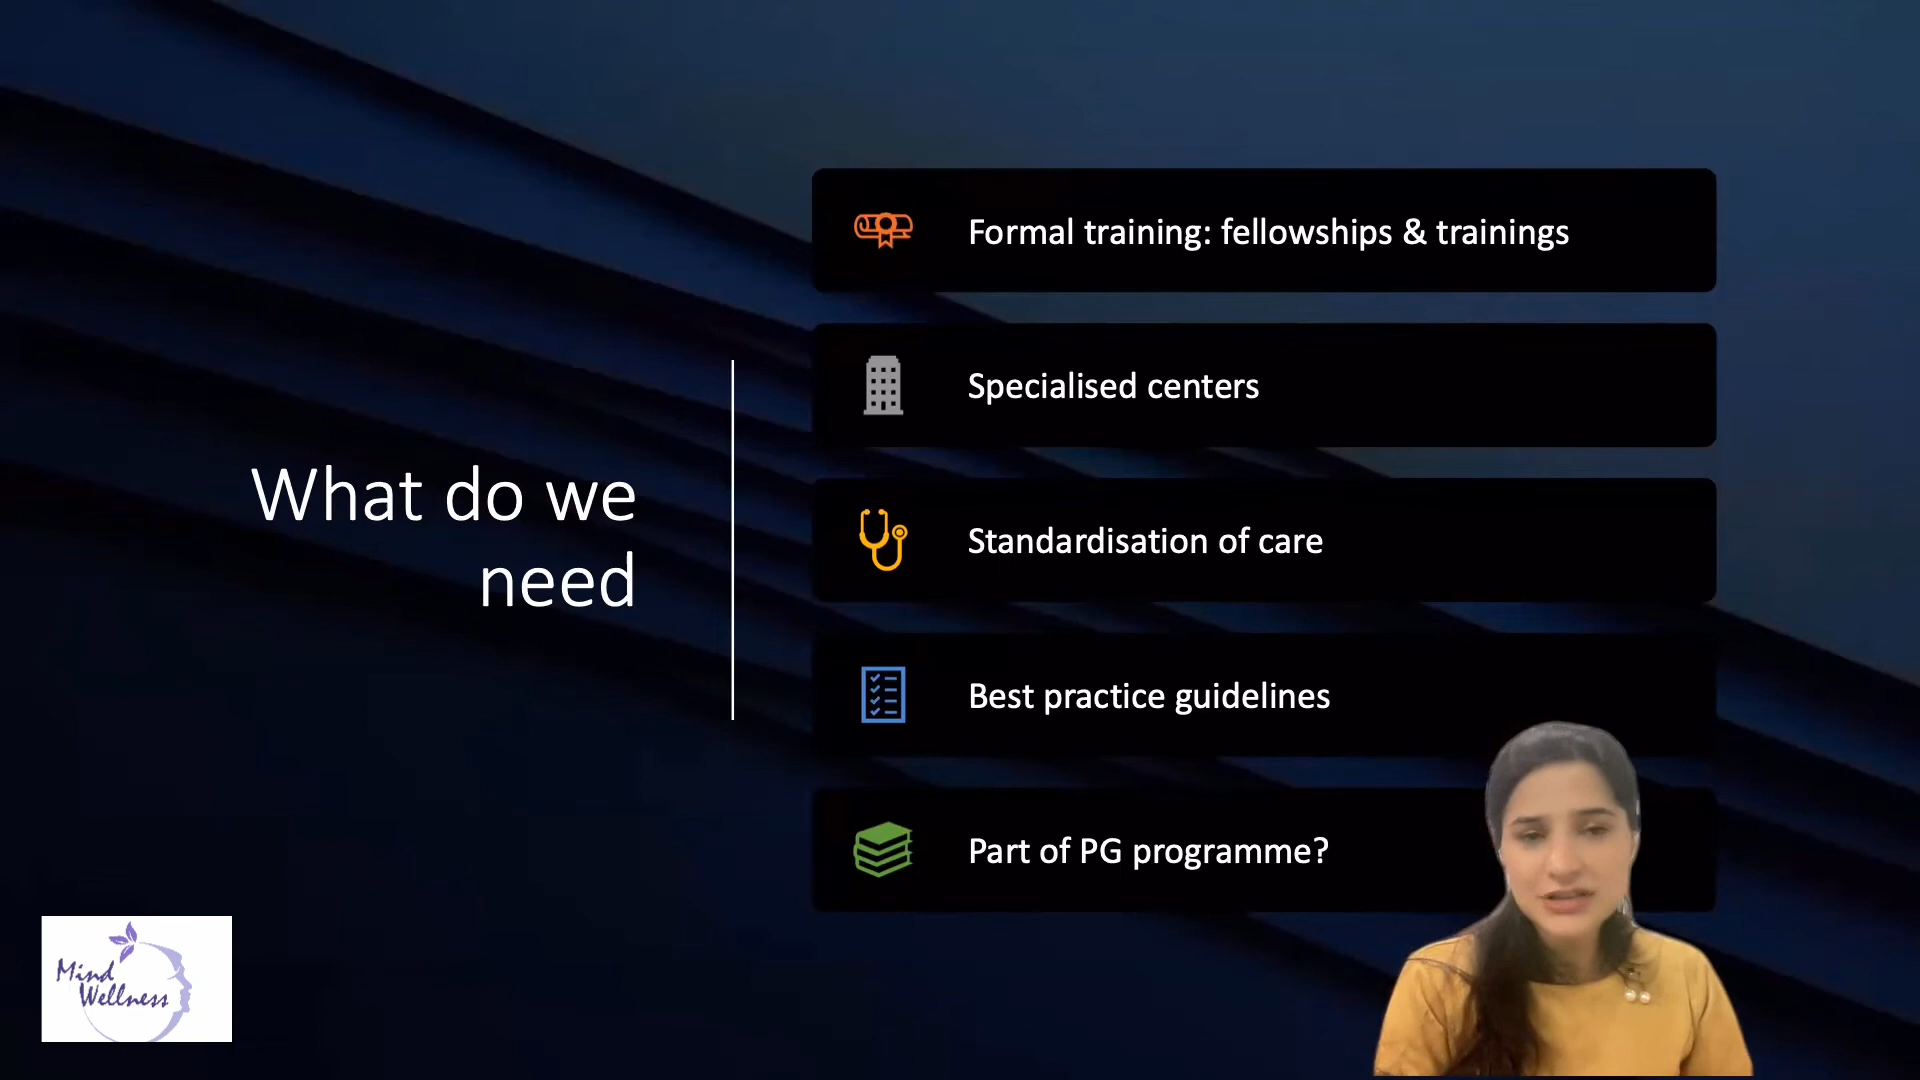 What do we
need
Formal training: fellowships & trainings
Specialised centers
Standardisation of care
Best practice guidelines
Part of PG programme?
Mind
Wellness